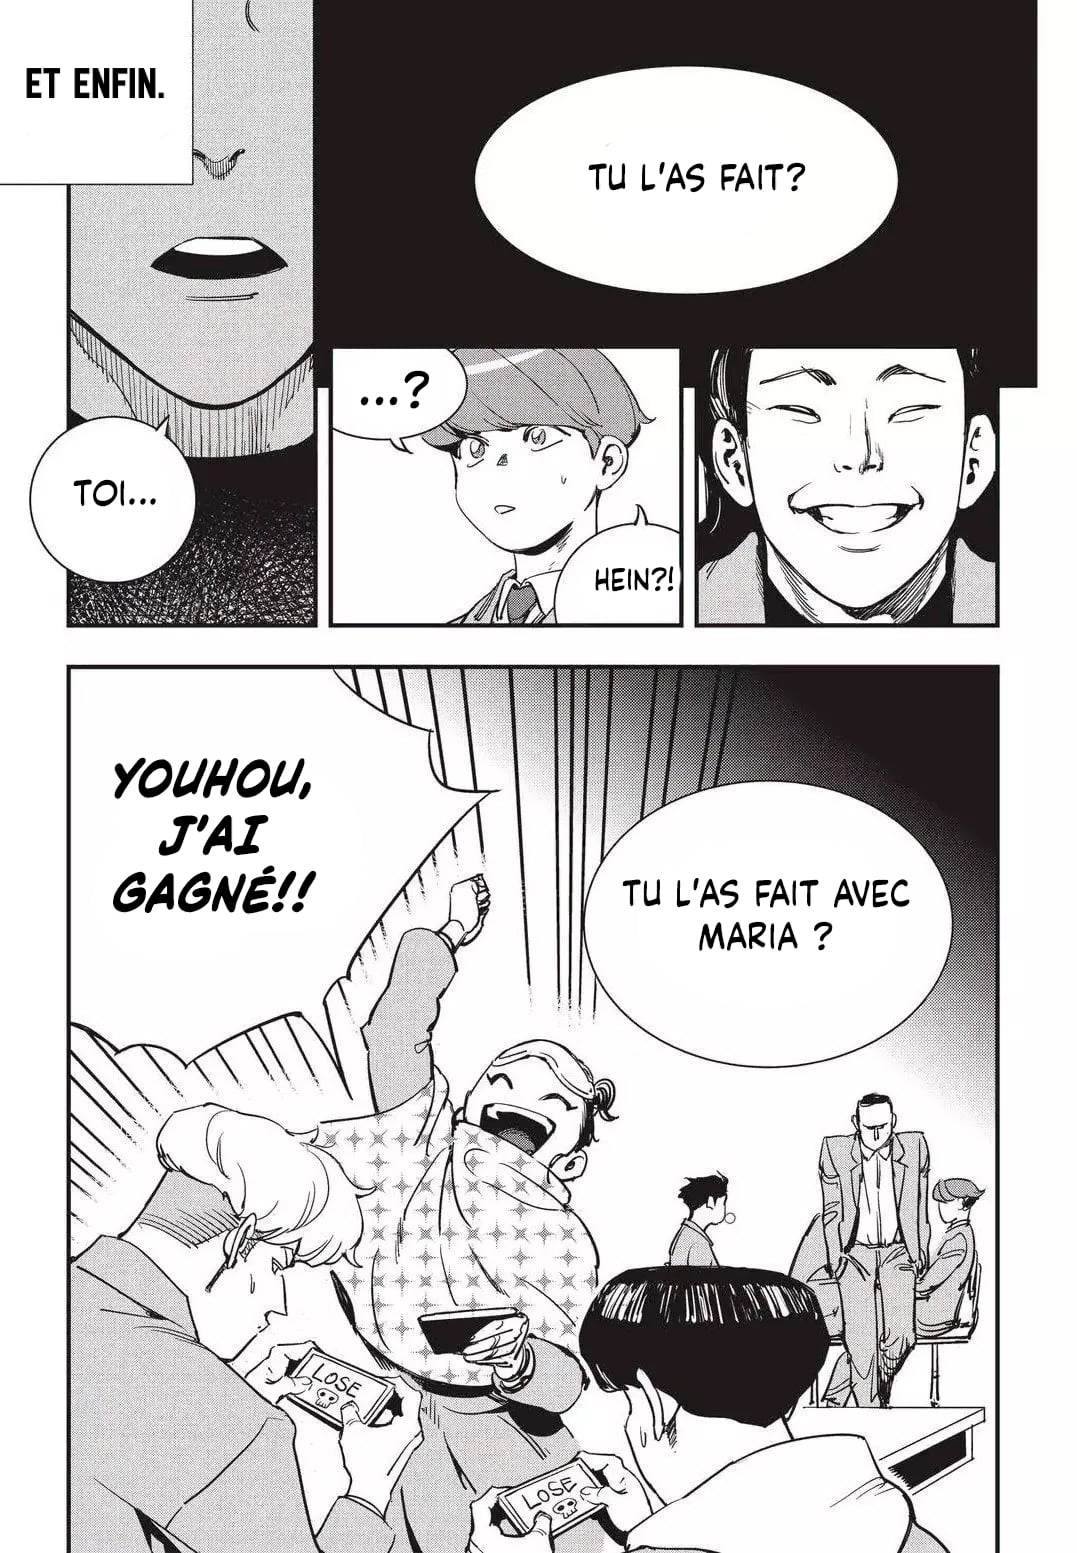 ET ENFIN.
TU L'AS FAIT?
TOI...
...?
HEIN?!
YOUHOU,
J'AI
GAGNÉ!!
TU L'AS FAIT AVEC
MARIA ?
LOSE
LOSE